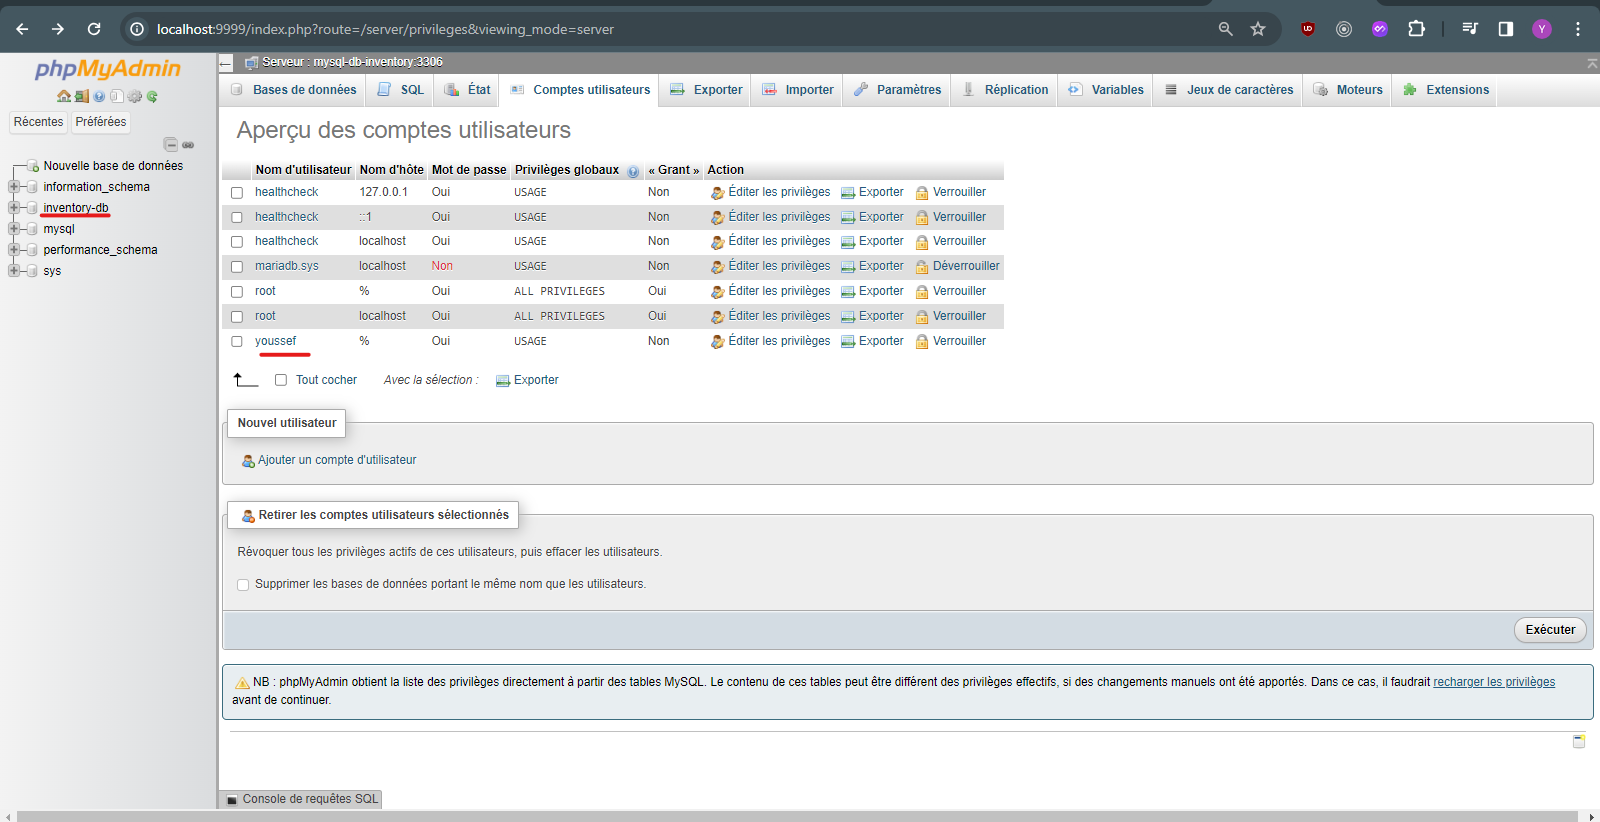 localhost:9999/index.php?route=/server/privileges&viewing_mode=server
Y
phpMyAdmin
Récentes Préférées
Nouvelle base de données
information_schema
inventory-db
mysql
performance_schema
sys
Serveur : mysql-db-inventory:3306
Bases de données SQL État Comptes utilisateurs Exporter Importer Paramètres Réplication Variables Jeux de caractères Moteurs Extensions
Aperçu des comptes utilisateurs
Nom d'utilisateur Nom d'hôte Mot de passe Privilèges globaux « Grant » Action
healthcheck 127.0.0.1 Oui USAGE Non Éditer les privilèges Exporter Verrouiller
healthcheck ::1 Oui USAGE Non Éditer les privilèges Exporter Verrouiller
healthcheck localhost Oui USAGE Non Éditer les privilèges Exporter Verrouiller
mariadb.sys localhost Non USAGE Non Éditer les privilèges Exporter Déverrouiller
root % Oui ALL PRIVILEGES Oui Éditer les privilèges Exporter Verrouiller
root localhost Oui ALL PRIVILEGES Oui Éditer les privilèges Exporter Verrouiller
youssef % Oui USAGE Non Éditer les privilèges Exporter Verrouiller
Tout cocher Avec la sélection : Exporter
Nouvel utilisateur
Ajouter un compte d'utilisateur
Retirer les comptes utilisateurs sélectionnés
Révoquer tous les privilèges actifs de ces utilisateurs, puis effacer les utilisateurs.
Supprimer les bases de données portant le même nom que les utilisateurs.
Exécuter
NB : phpMyAdmin obtient la liste des privilèges directement à partir des tables MySQL. Le contenu de ces tables peut être différent des privilèges effectifs, si des changements manuels ont été apportés. Dans ce cas, il faudrait recharger les privilèges
avant de continuer.
Console de requêtes SQL